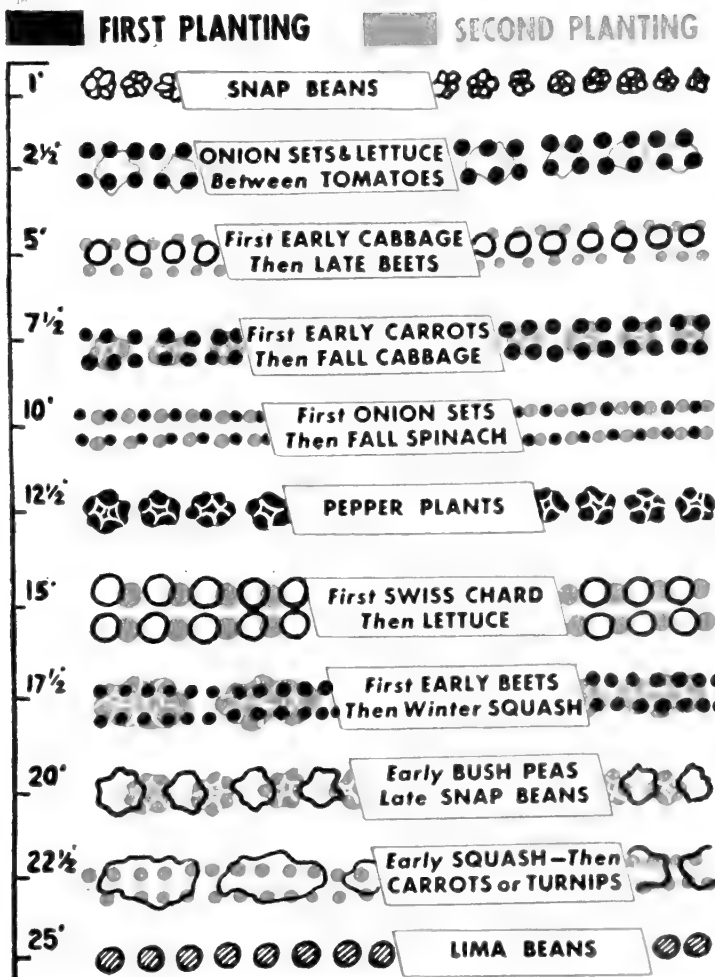 FIRST PLANTING SECOND PLANTING
1' SNAP BEANS
2½' ONION SETS & LETTUCE
Between TOMATOES
5' First EARLY CABBAGE
Then LATE BEETS
7½' First EARLY CARROTS
Then FALL CABBAGE
10' First ONION SETS
Then FALL SPINACH
12½' PEPPER PLANTS
15' First SWISS CHARD
Then LETTUCE
17½' First EARLY BEETS
Then Winter SQUASH
20' Early BUSH PEAS
Late SNAP BEANS
22½' Early SQUASH—Then
CARROTS or TURNIPS
25' LIMA BEANS